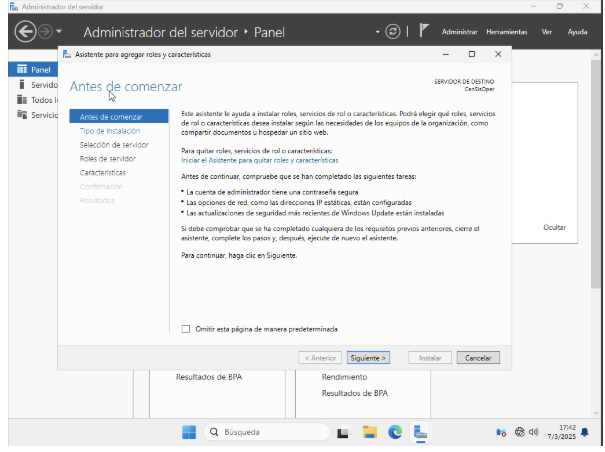 Administrador del servidor
Administrador del servidor • Panel
Administrar Herramientas Ver Ayuda
Asistente para agregar roles y características
Panel
Servido
Todos l
Servicio
Antes de comenzar
SERVIDOR DE DESTINO
CenSisOper
Antes de comenzar
Tipo de instalación
Selección de servidor
Roles de servidor
Características
Confirmación
Resultados
Este asistente le ayuda a instalar roles, servicios de rol o características. Podrá elegir qué roles, servicios
de rol o características desea instalar según las necesidades de los equipos de la organización, como
compartir documentos u hospedar un sitio web.
Para quitar roles, servicios de rol o características:
Iniciar el Asistente para quitar roles y características
Antes de continuar, compruebe que se han completado las siguientes tareas:
• La cuenta de administrador tiene una contraseña segura
• Las opciones de red, como las direcciones IP estáticas, están configuradas
• Las actualizaciones de seguridad más recientes de Windows Update están instaladas
Si debe comprobar que se ha completado cualquiera de los requisitos previos anteriores, cierre el
asistente, complete los pasos y, después, ejecute de nuevo el asistente.
Para continuar, haga clic en Siguiente.
Ocultar
Omitir esta página de manera predeterminada
< Anterior Siguiente > Instalar Cancelar
Resultados de BPA
Rendimiento
Resultados de BPA
Búsqueda
17:42
7/3/2025